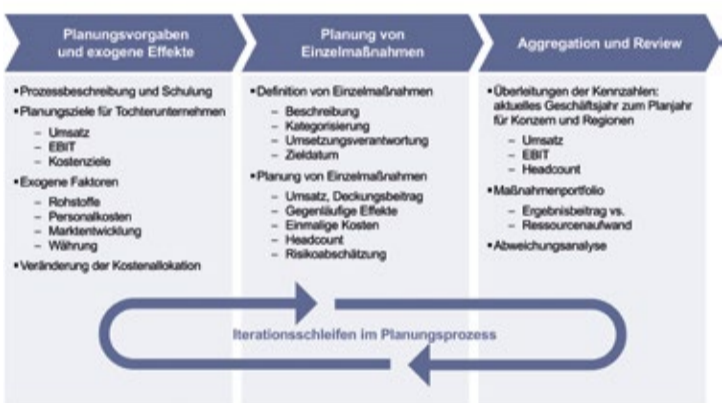 Planungsvorgaben
und exogene Effekte
▪Prozessbeschreibung und Schulung
▪Planungsziele für Tochterunternehmen
– Umsatz
– EBIT
– Kostenziele
▪Exogene Faktoren
– Rohstoffe
– Personalkosten
– Marktentwicklung
– Währung
▪Veränderung der Kostenallokation
Planung von
Einzelmaßnahmen
▪Definition von Einzelmaßnahmen
– Beschreibung
– Kategorisierung
– Umsetzungsverantwortung
– Zieldatum
▪Planung von Einzelmaßnahmen
– Umsatz, Deckungsbeitrag
– Gegenläufige Effekte
– Einmalige Kosten
– Headcount
– Risikoabschätzung
Aggregation und Review
▪Überleitungen der Kennzahlen:
aktuelles Geschäftsjahr zum Planjahr
für Konzern und Regionen
– Umsatz
– EBIT
– Headcount
▪Maßnahmenportfolio
– Ergebnisbeitrag vs.
– Ressourcenaufwand
▪Abweichungsanalyse
Iterationsschleifen im Planungsprozess